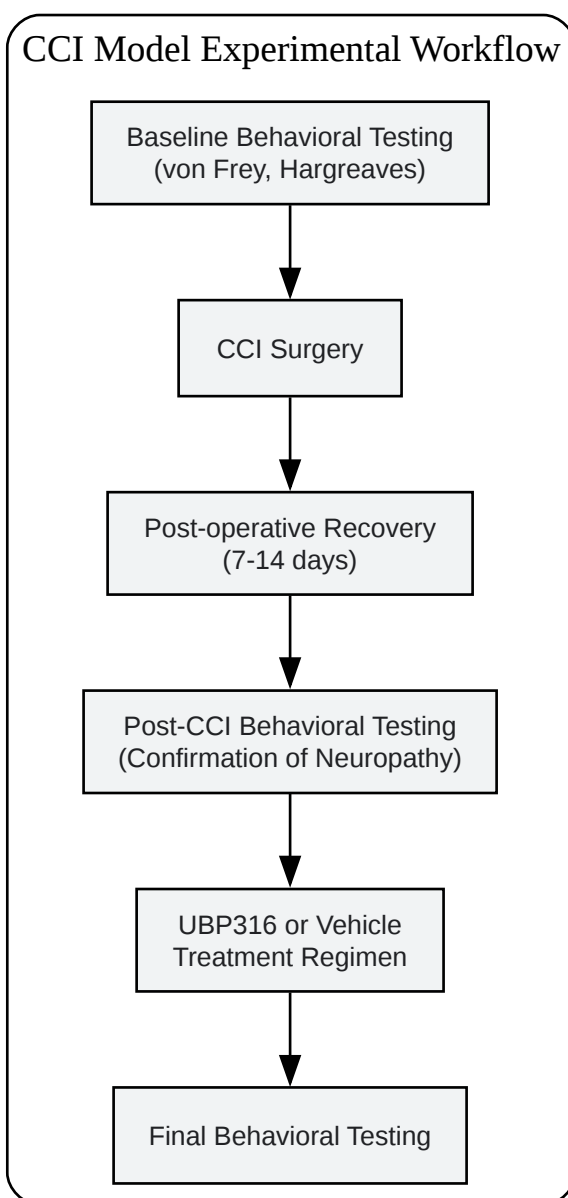 CCI Model Experimental Workflow
Baseline Behavioral Testing
(von Frey, Hargreaves)
CCI Surgery
Post-operative Recovery
(7-14 days)
Post-CCI Behavioral Testing
(Confirmation of Neuropathy)
UBP316 or Vehicle
Treatment Regimen
Final Behavioral Testing